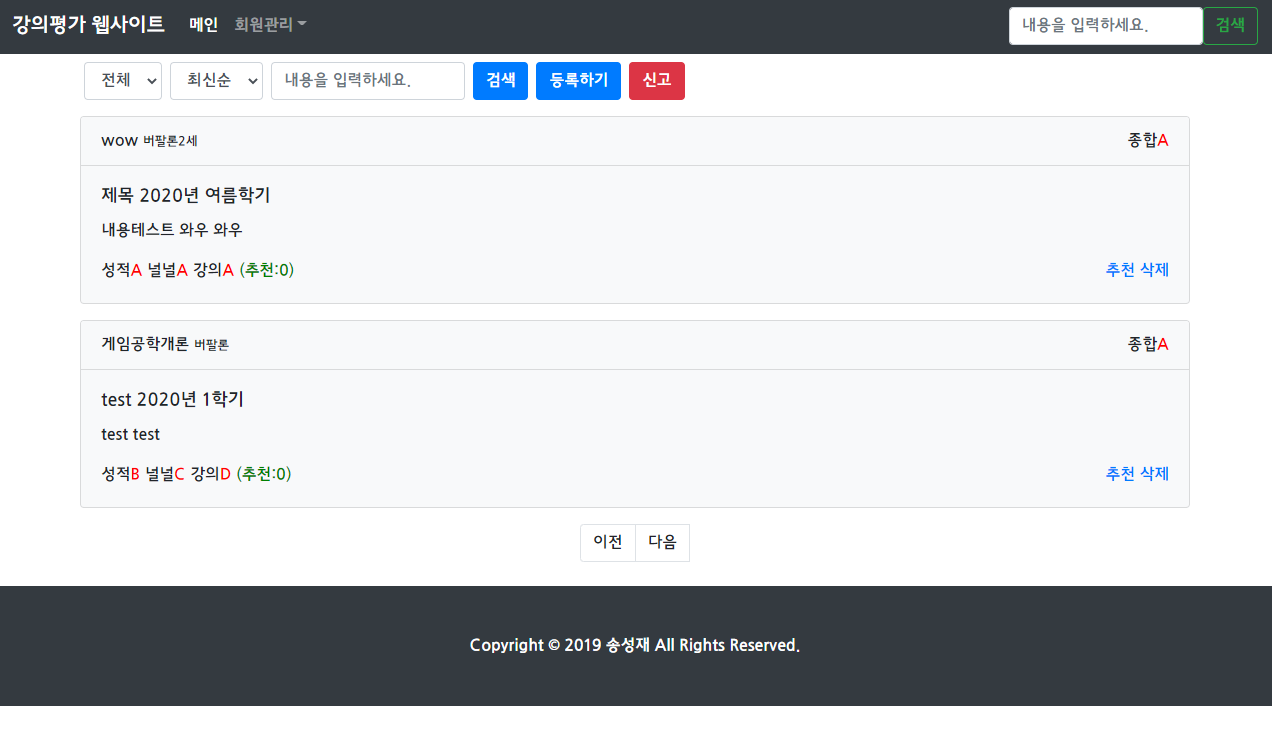 강의평가 웹사이트 메인 회원관리 내용을 입력하세요. 검색
전체 최신순 내용을 입력하세요. 검색 등록하기 신고
wow 버팔론2세 종합A
제목 2020년 여름학기
내용테스트 와우 와우
성적A 널널A 강의A (추천:0) 추천 삭제
게임공학개론 버팔론 종합A
test 2020년 1학기
test test
성적B 널널C 강의D (추천:0) 추천 삭제
이전 다음
Copyright © 2019 송성재 All Rights Reserved.